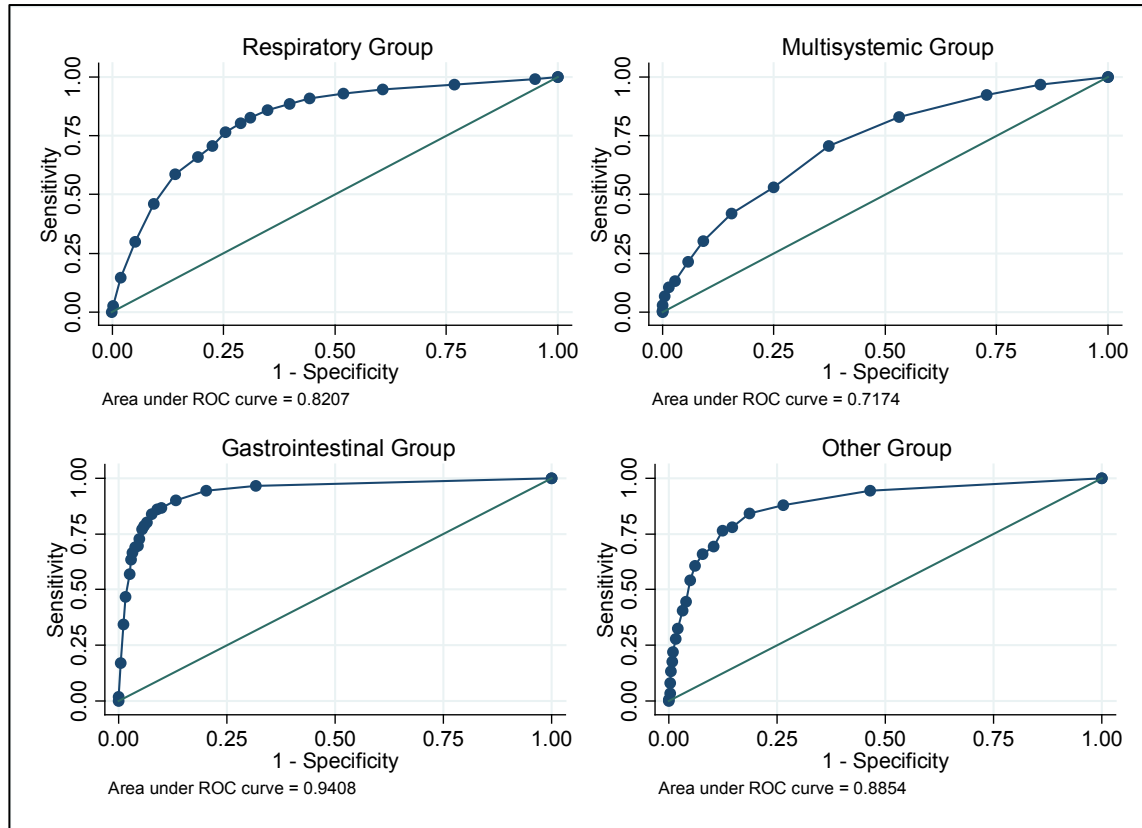 Respiratory Group
Sensitivity
0.00 0.25 0.50 0.75 1.00
0.00 0.25 0.50 0.75 1.00
1 - Specificity
Area under ROC curve = 0.8207
Multisystemic Group
Sensitivity
0.00 0.25 0.50 0.75 1.00
0.00 0.25 0.50 0.75 1.00
1 - Specificity
Area under ROC curve = 0.7174
Gastrointestinal Group
Sensitivity
0.00 0.25 0.50 0.75 1.00
0.00 0.25 0.50 0.75 1.00
1 - Specificity
Area under ROC curve = 0.9408
Other Group
Sensitivity
0.00 0.25 0.50 0.75 1.00
0.00 0.25 0.50 0.75 1.00
1 - Specificity
Area under ROC curve = 0.8854